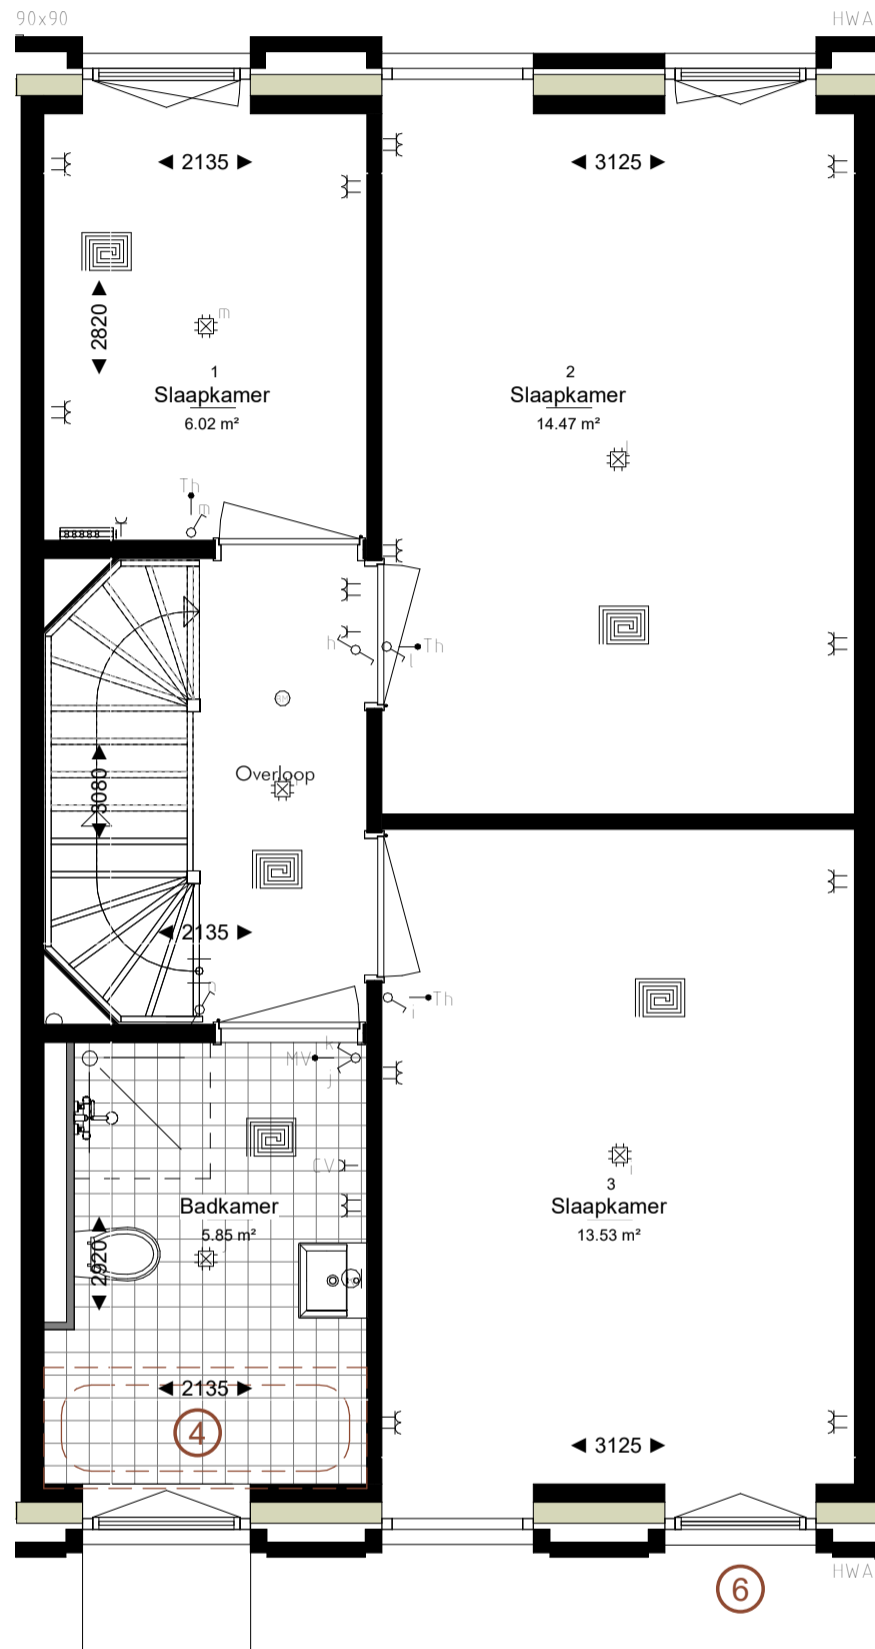 90x90 HWA
2135 3125
2820
m
1
Slaapkamer
6.02 m²
2
Slaapkamer
14.47 m²
l
Th
m
h
l
Th
Overloop
3080
2135
i
Th
MV
k
j
CV
Badkamer
5.85 m²
2920
3
Slaapkamer
13.53 m²
i
2135
4
3125
6
HWA